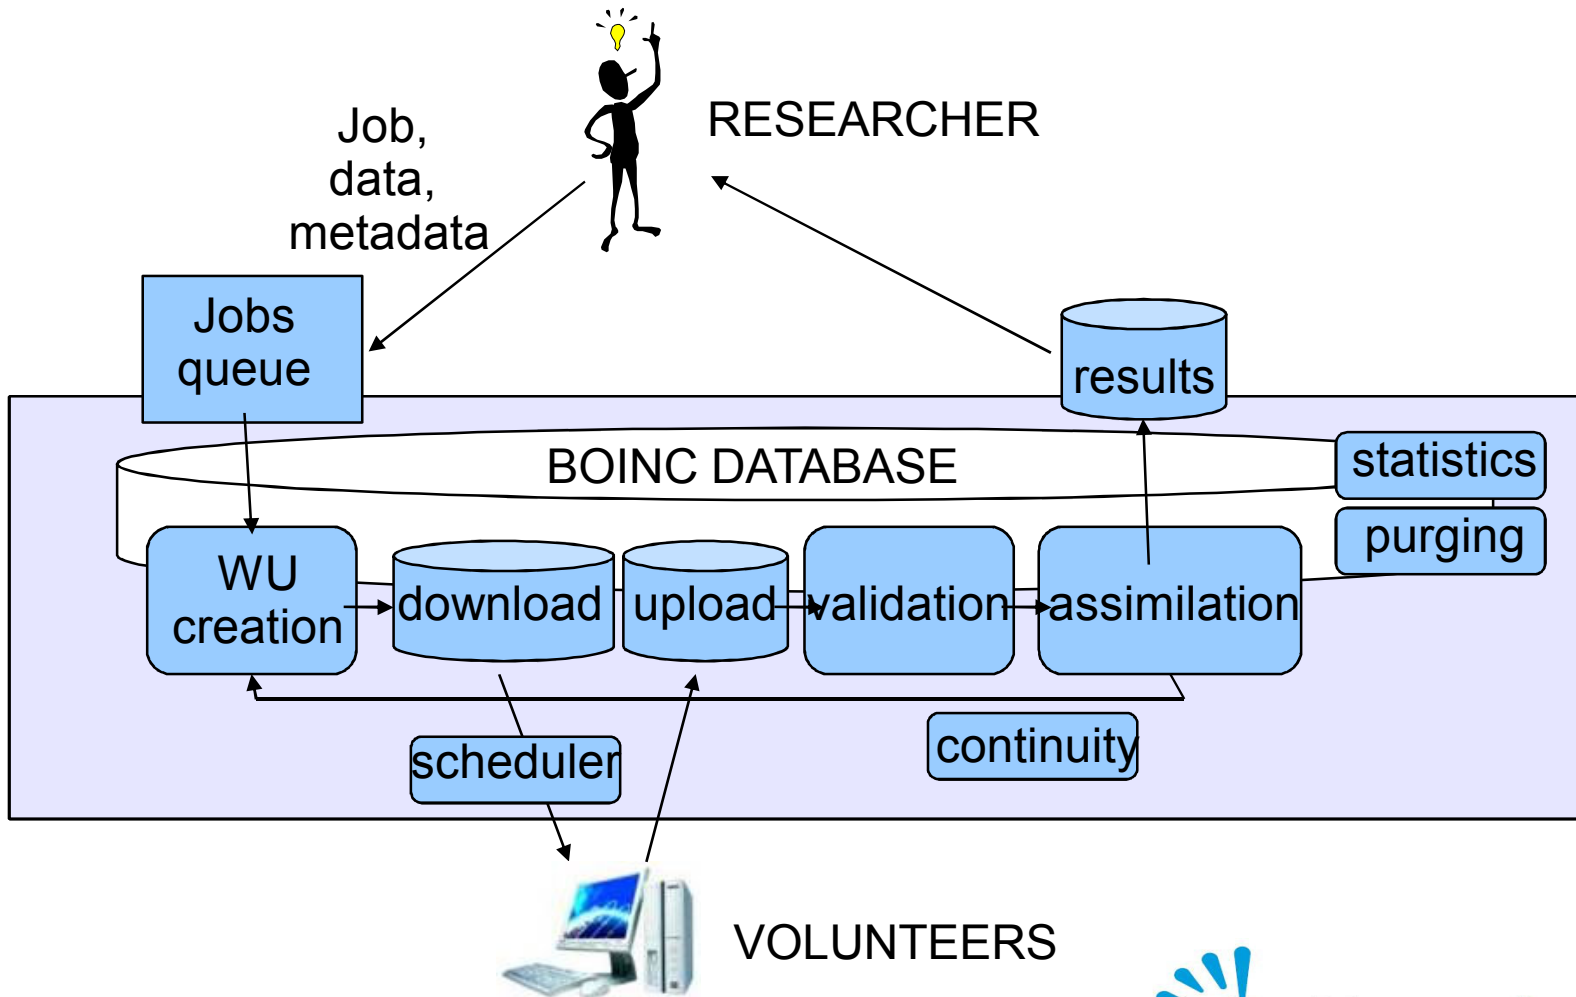 RESEARCHER
Job,
data,
metadata
Jobs
queue
results
BOINC DATABASE
statistics
purging
WU
creation
download
upload
validation
assimilation
scheduler
continuity
VOLUNTEERS